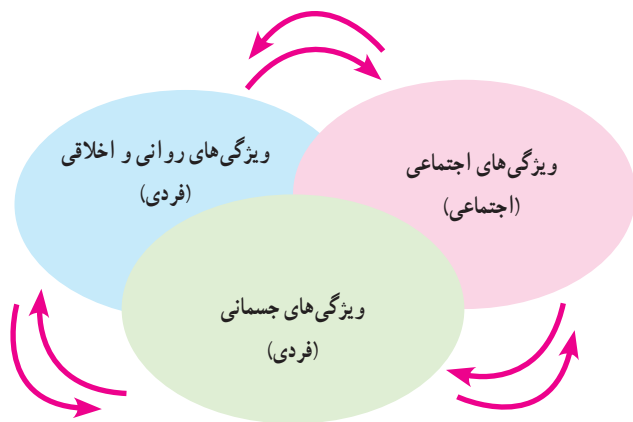 ویژگی‌های اجتماعی
(اجتماعی)
ویژگی‌های روانی و اخلاقی
(فردی)
ویژگی‌های جسمانی
(فردی)